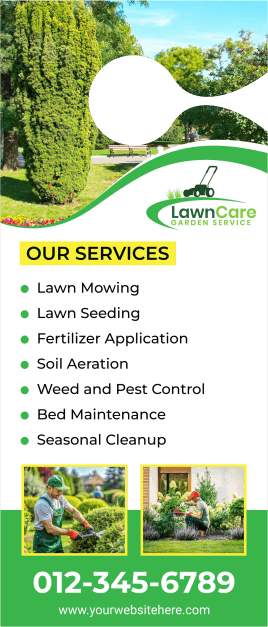 LawnCare
GARDEN SERVICE
OUR SERVICES
Lawn Mowing
Lawn Seeding
Fertilizer Application
Soil Aeration
Weed and Pest Control
Bed Maintenance
Seasonal Cleanup
012-345-6789
www.yourwebsitehere.com